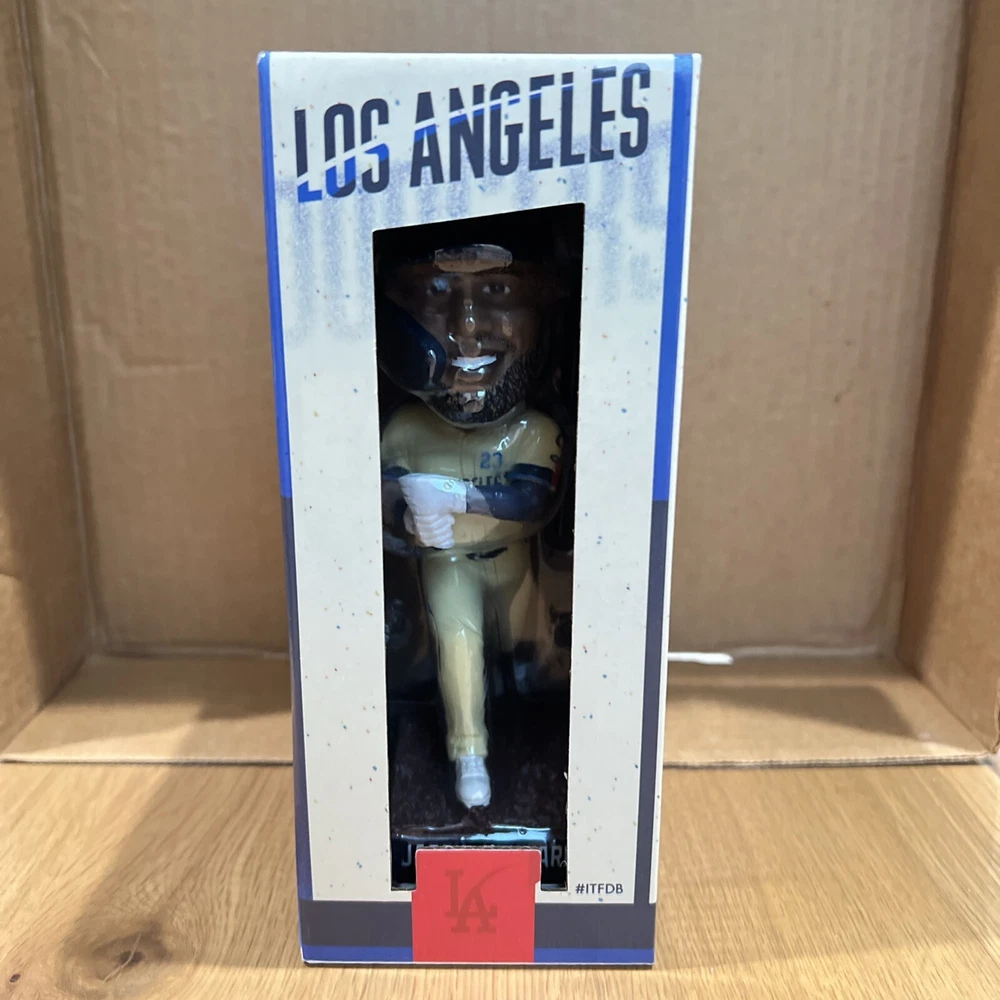 LOS ANGELES
23
#ITFDB
LA